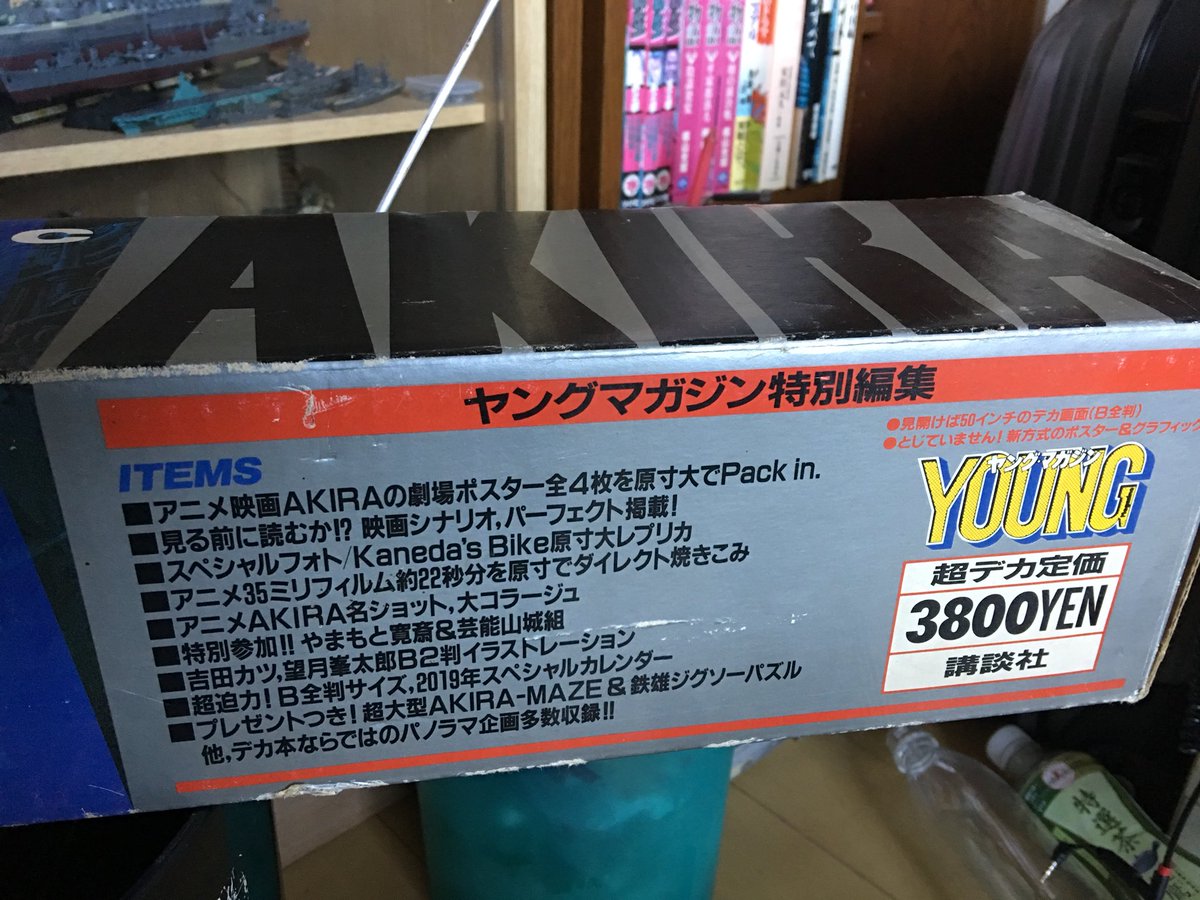 C
AKIRA
ヤングマガジン特別編集
●見開けば50インチのデカ画面(B全判)
●とじていません!新方式のポスター&グラフィック
ITEMS
■アニメ映画AKIRAの劇場ポスター全4枚を原寸大でPack in.
■見る前に読むか!? 映画シナリオ,パーフェクト掲載!
■スペシャルフォト/Kaneda's Bike原寸大レプリカ
■アニメ35ミリフィルム約22秒分を原寸でダイレクト焼きこみ
■アニメAKIRA名ショット,大コラージュ
■特別参加!! やまもと寛斎&芸能山城組
■吉田カツ,望月峯太郎B2判イラストレーション
■超迫力!B全判サイズ,2019年スペシャルカレンダー
■プレゼントつき!超大型AKIRA-MAZE&鉄雄ジグソーパズル
他,デカ本ならではのパノラマ企画多数収録!!
ヤングマガジン
YOUNG
超デカ定価
3800YEN
講談社
特選茶